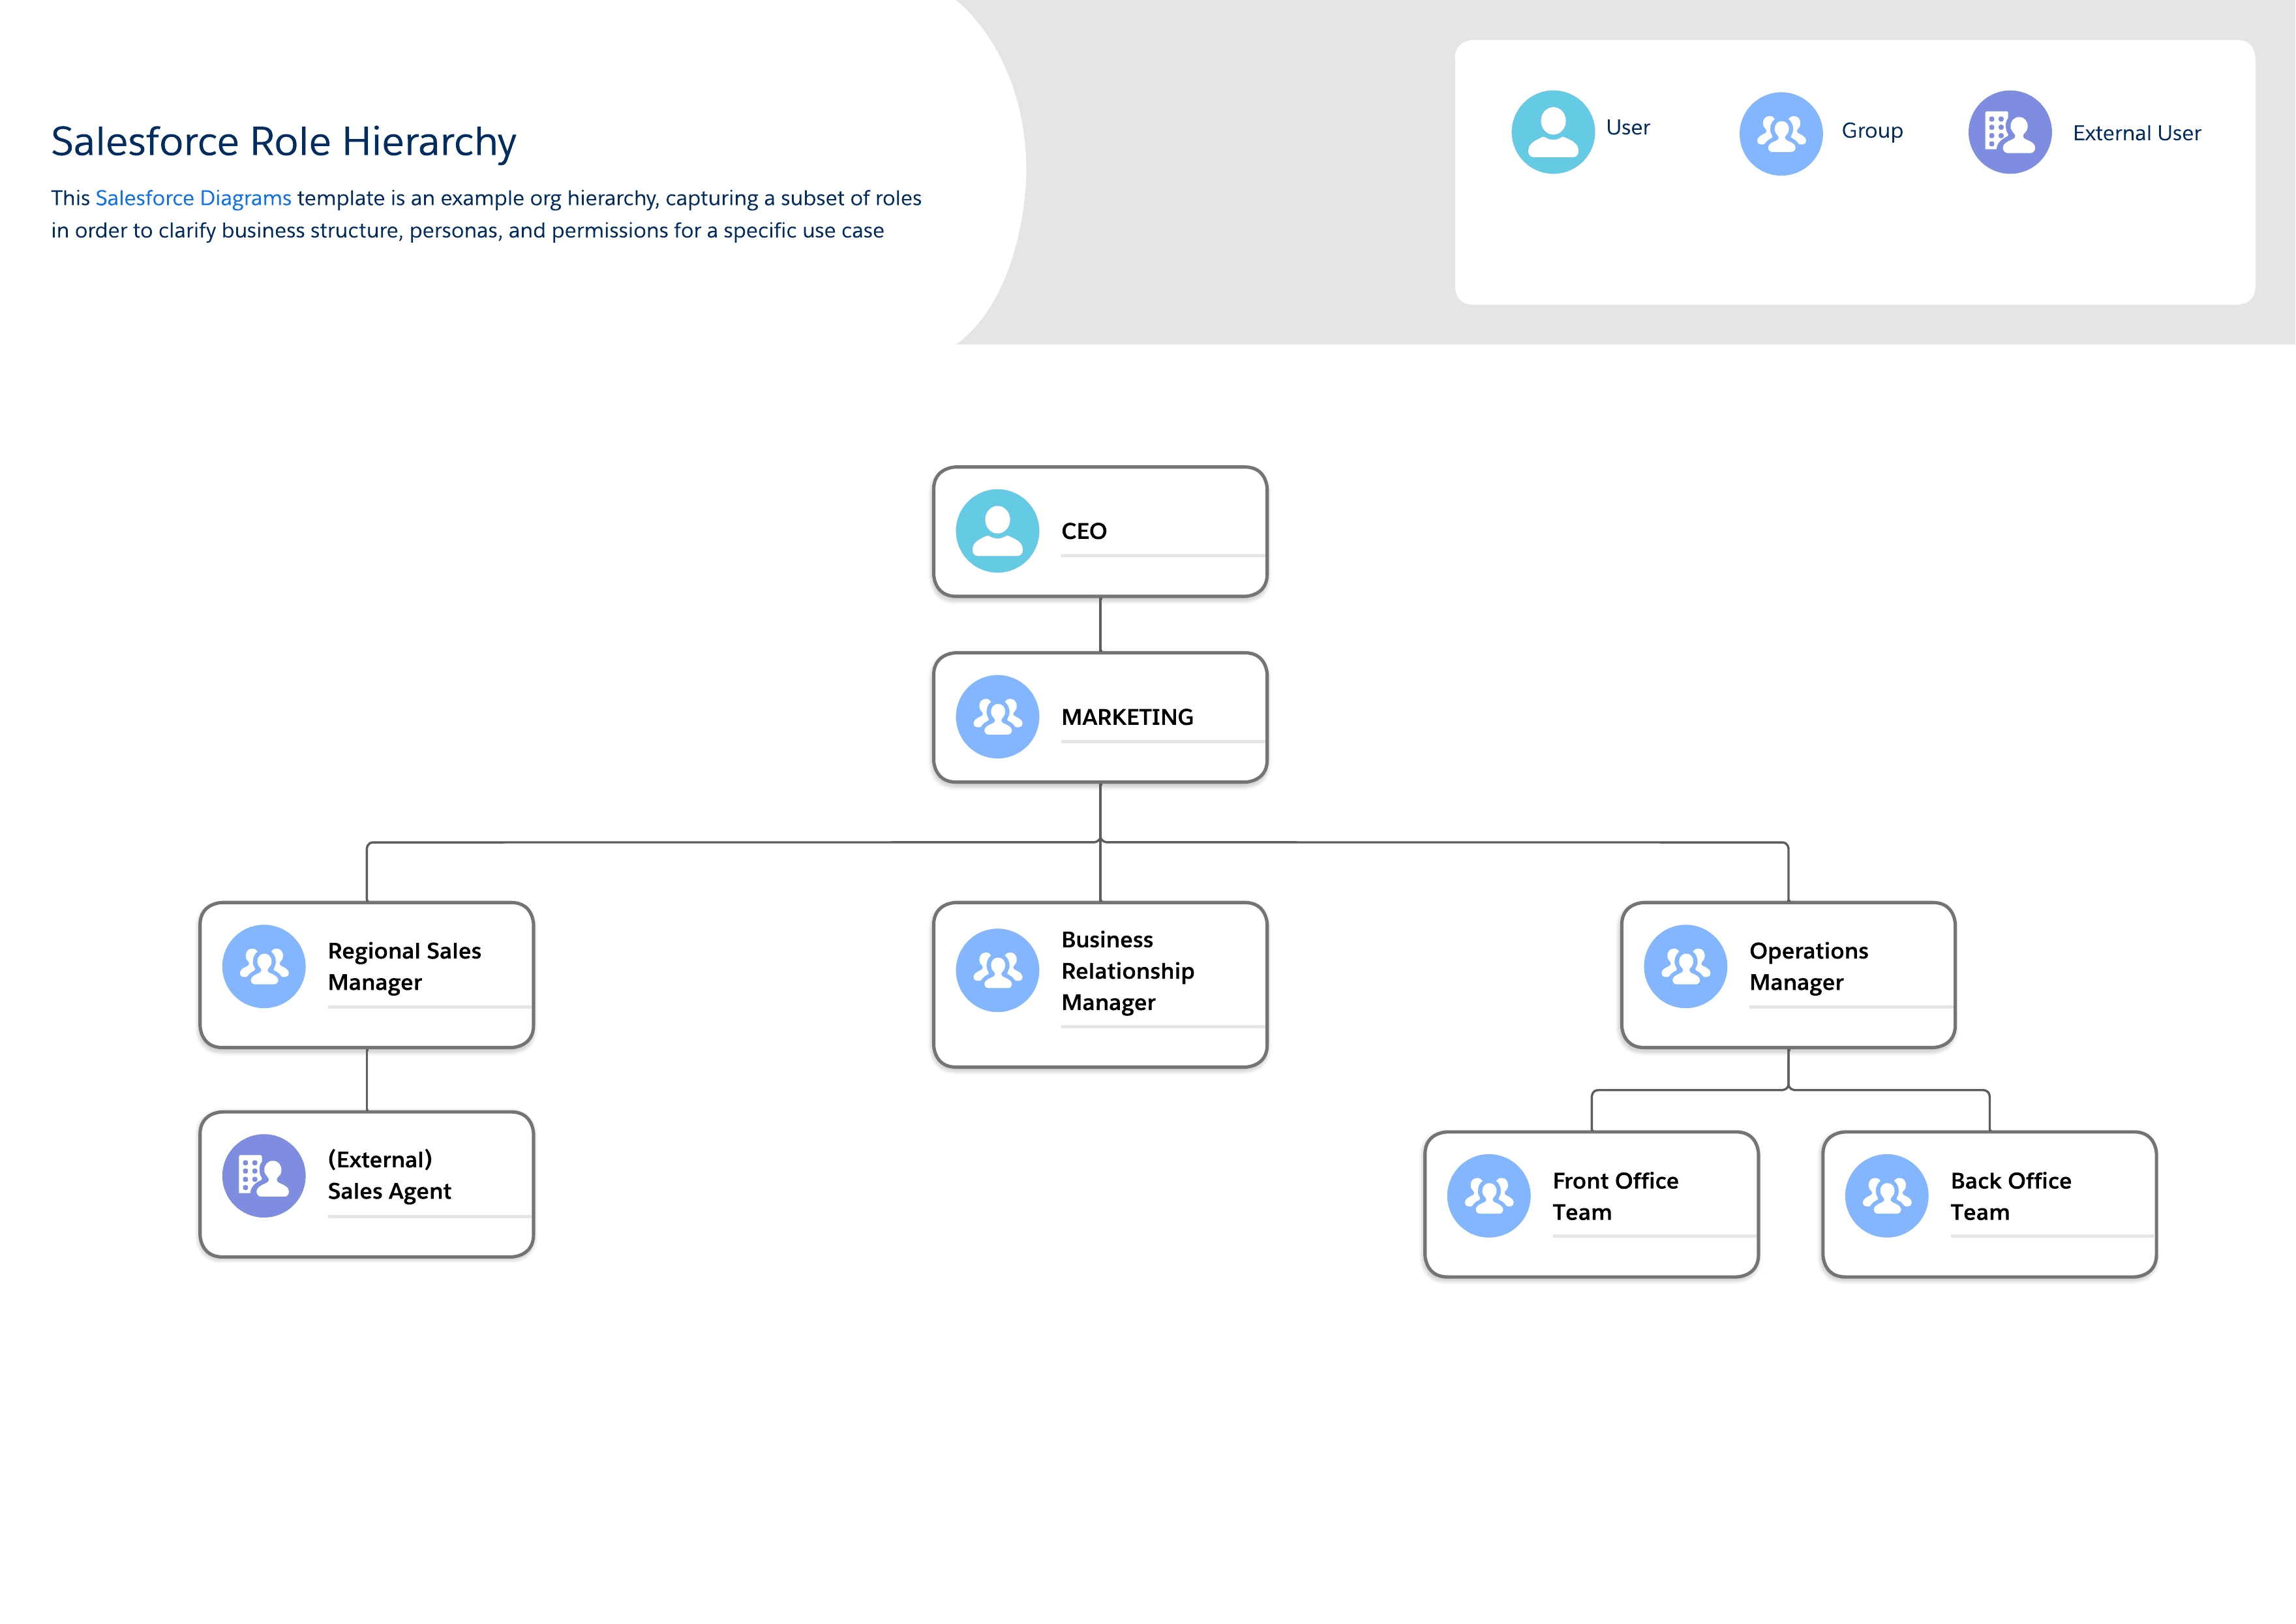 Salesforce Role Hierarchy
This Salesforce Diagrams template is an example org hierarchy, capturing a subset of roles
in order to clarify business structure, personas, and permissions for a specific use case
User
Group
External User
CEO
MARKETING
Regional Sales
Manager
Business
Relationship
Manager
Operations
Manager
(External)
Sales Agent
Front Office
Team
Back Office
Team